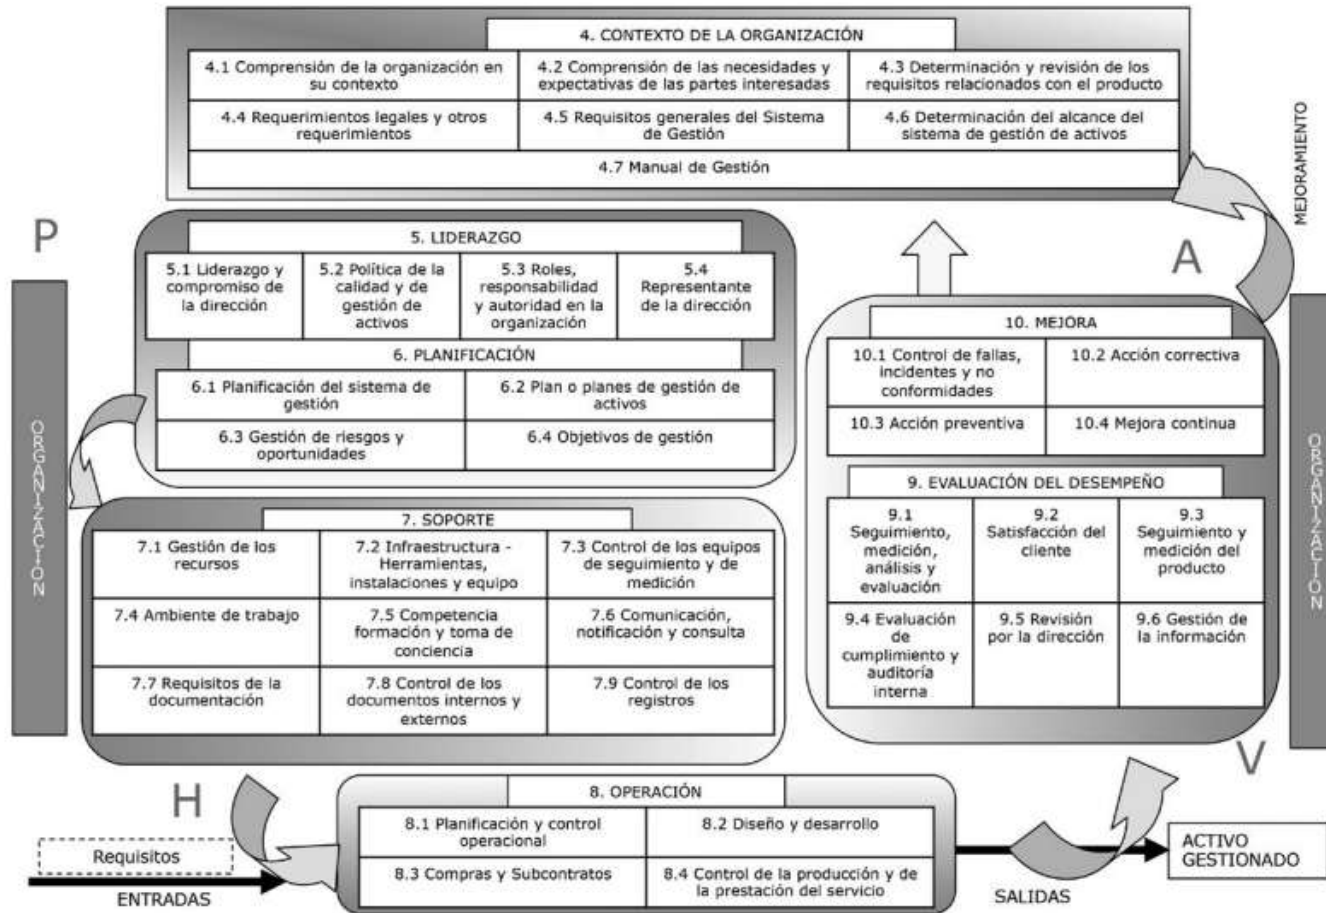 4. CONTEXTO DE LA ORGANIZACIÓN
4.1 Comprensión de la organización en
su contexto
4.2 Comprensión de las necesidades y
expectativas de las partes interesadas
4.3 Determinación y revisión de los
requisitos relacionados con el producto
4.4 Requerimientos legales y otros
requerimientos
4.5 Requisitos generales del Sistema de
Gestión
4.6 Determinación del alcance del
sistema de gestión de activos
4.7 Manual de Gestión
MEJORAMIENTO
P
A
5. LIDERAZGO
5.1 Liderazgo y
compromiso de
la dirección
5.2 Política de la
calidad y de
gestión de
activos
5.3 Roles,
responsabilidad
y autoridad en la
organización
5.4
Representante
de la dirección
6. PLANIFICACIÓN
6.1 Planificación del sistema de
gestión
6.2 Plan o planes de gestión de
activos
6.3 Gestión de riesgos y
oportunidades
6.4 Objetivos de gestión
ORGANIZACIÓN
10. MEJORA
10.1 Control de fallas,
incidentes y no
conformidades
10.2 Acción correctiva
10.3 Acción preventiva
10.4 Mejora continua
9. EVALUACIÓN DEL DESEMPEÑO
9.1
Seguimiento,
medición,
análisis y
evaluación
9.2
Satisfacción del
cliente
9.3
Seguimiento y
medición del
producto
9.4 Evaluación
de
cumplimiento y
auditoría
interna
9.5 Revisión
por la dirección
9.6 Gestión de
la información
ORGANIZACIÓN
7. SOPORTE
7.1 Gestión de los
recursos
7.2 Infraestructura -
Herramientas,
instalaciones y equipo
7.3 Control de los equipos
de seguimiento y de
medición
7.4 Ambiente de trabajo
7.5 Competencia
formación y toma de
conciencia
7.6 Comunicación,
notificación y consulta
7.7 Requisitos de la
documentación
7.8 Control de los
documentos internos y
externos
7.9 Control de los
registros
H
V
8. OPERACIÓN
8.1 Planificación y control
operacional
8.2 Diseño y desarrollo
8.3 Compras y Subcontratos
8.4 Control de la producción y de
la prestación del servicio
Requisitos
ENTRADAS
SALIDAS
ACTIVO
GESTIONADO